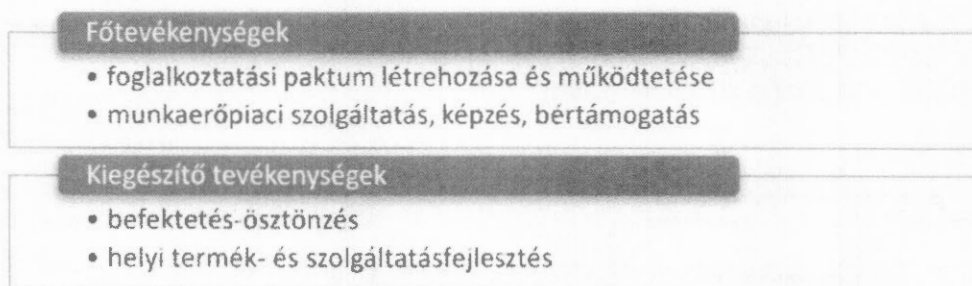 Főtevékenységek
• foglalkoztatási paktum létrehozása és működtetése
• munkaerőpiaci szolgáltatás, képzés, bértámogatás
Kiegészítő tevékenységek
• befektetés-ösztönzés
• helyi termék- és szolgáltatásfejlesztés